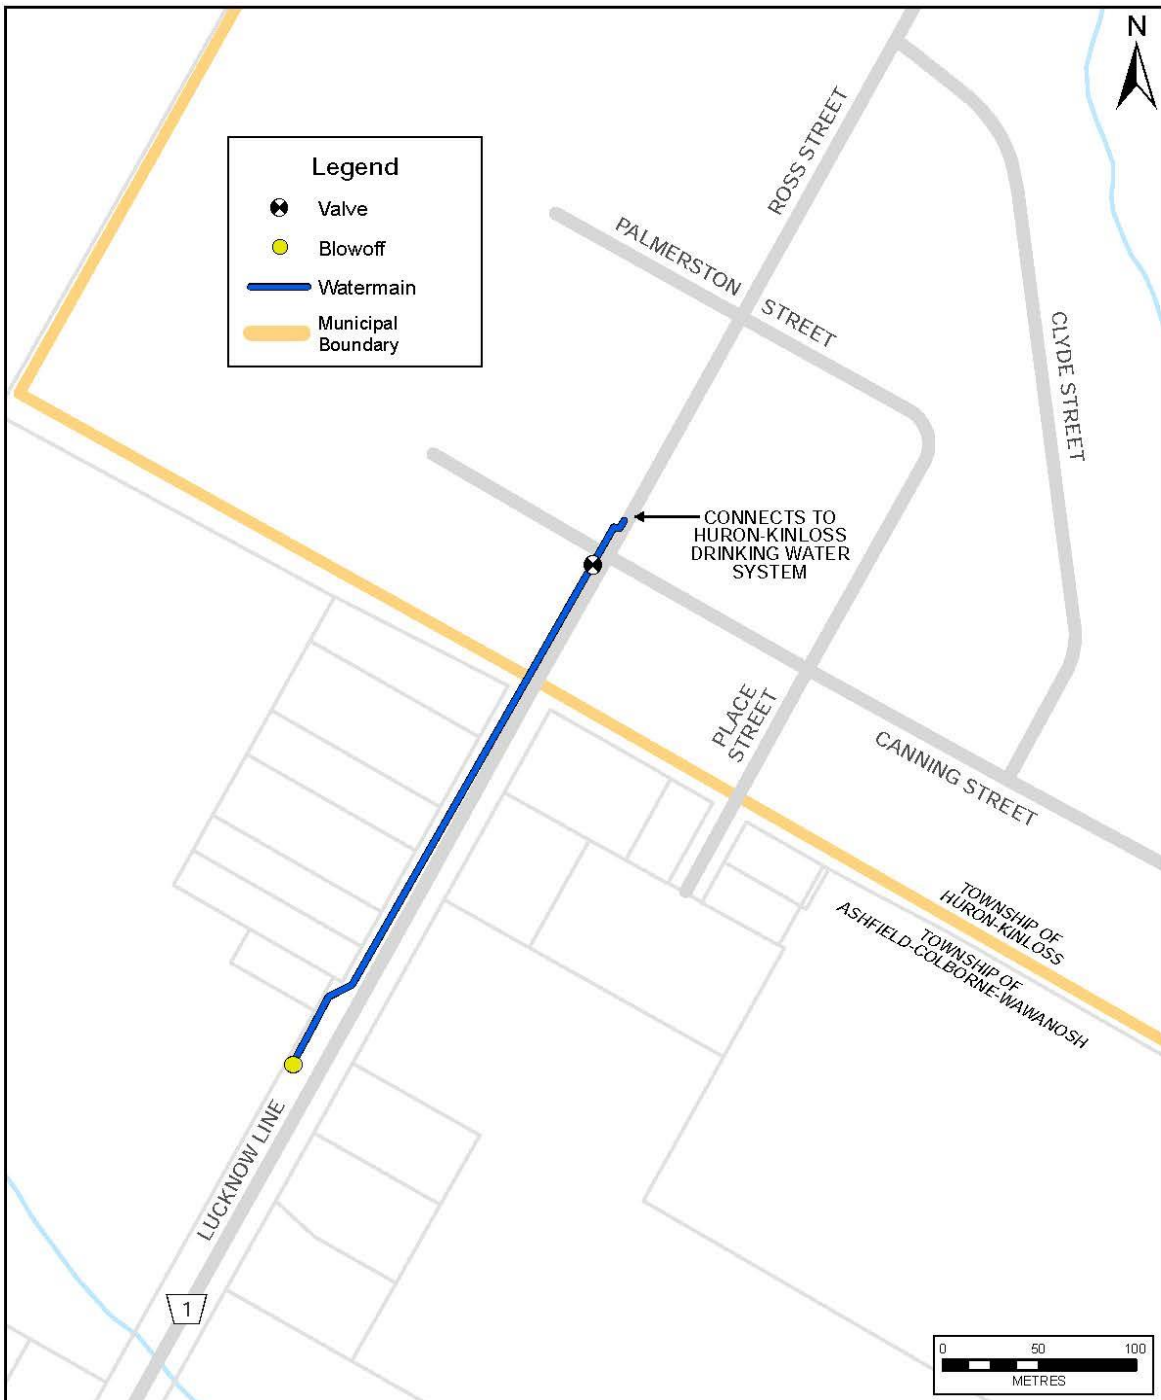 N
Legend
Valve
Blowoff
Watermain
Municipal
Boundary
ROSS STREET
PALMERSTON
STREET
CLYDE STREET
CONNECTS TO
HURON-KINLOSS
DRINKING WATER
SYSTEM
PLACE
STREET
CANNING STREET
TOWNSHIP OF
HURON-KINLOSS
TOWNSHIP OF
ASHFIELD-COLBORNE-WAWANOSH
LUCKNOW LINE
1
0 50 100
METRES